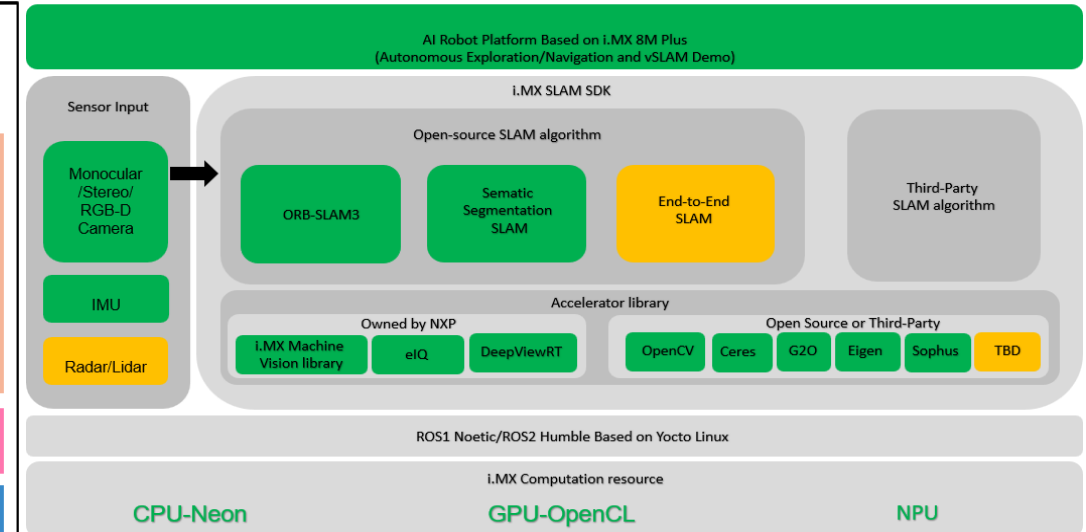 AI Robot Platform Based on i.MX 8M Plus
(Autonomous Exploration/Navigation and vSLAM Demo)
Sensor Input
Monocular
/Stereo/
RGB-D
Camera
IMU
Radar/Lidar
i.MX SLAM SDK
Open-source SLAM algorithm
ORB-SLAM3
Sematic
Segmentation
SLAM
End-to-End
SLAM
Third-Party
SLAM algorithm
Accelerator library
Owned by NXP
i.MX Machine
Vision library
eIQ
DeepViewRT
Open Source or Third-Party
OpenCV
Ceres
G2O
Eigen
Sophus
TBD
ROS1 Noetic/ROS2 Humble Based on Yocto Linux
i.MX Computation resource
CPU-Neon
GPU-OpenCL
NPU